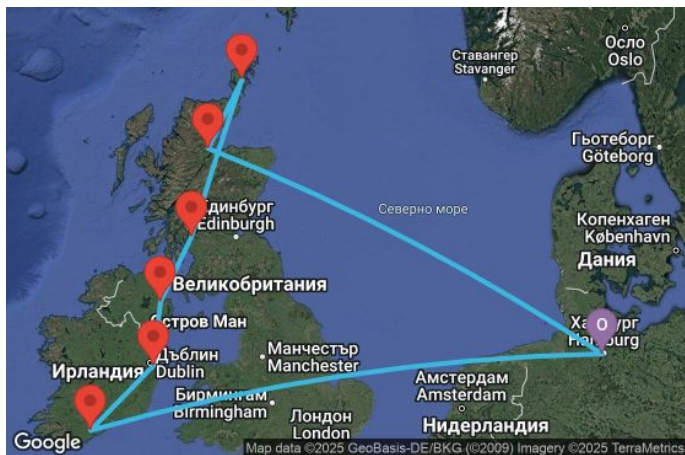 Осло
Oslo
Ставангер
Stavanger
Гьотеборг
Göteborg
Единбург
Edinburgh
Северно море
Копенхаген
København
Дания
Великобритания
Остров Ман
O
Хамбург
Hamburg
Дъблин
Dublin
Ирландия
Манчестър
Manchester
Амстердам
Amsterdam
Бирмингам
Birmingham
Лондон
London
Нидерландия
Google
Map data ©2025 GeoBasis-DE/BKG (©2009) Imagery ©2025 TerraMetrics